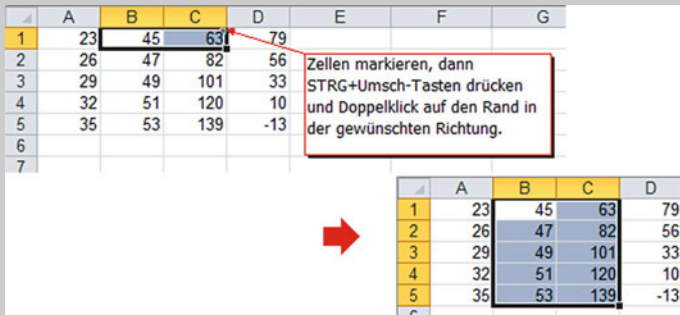 A B C D E F G
1 23 45 63 79
2 26 47 82 56
3 29 49 101 33
4 32 51 120 10
5 35 53 139 -13
6
7
Zellen markieren, dann
STRG+Umsch-Tasten drücken
und Doppelklick auf den Rand in
der gewünschten Richtung.
A B C D
1 23 45 63 79
2 26 47 82 56
3 29 49 101 33
4 32 51 120 10
5 35 53 139 -13
6